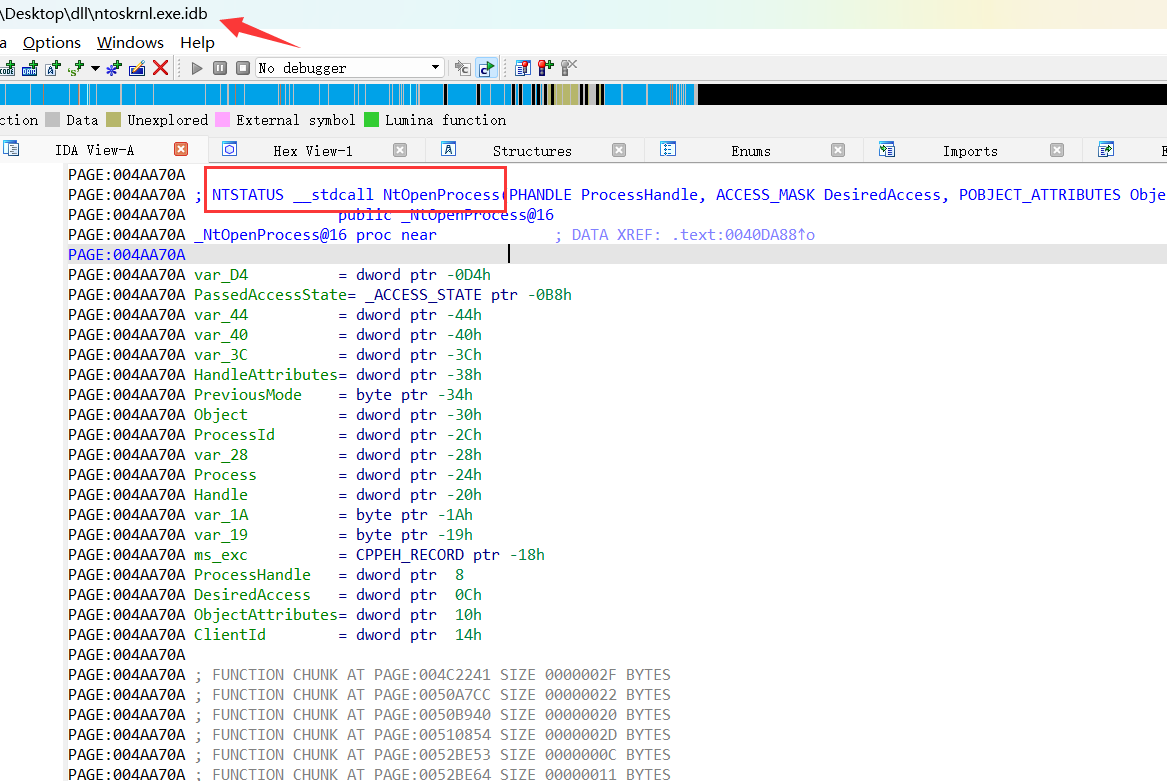 \Desktop\dll\ntoskrnl.exe.idb
a Options Windows Help
No debugger
ction Data Unexplored External symbol Lumina function
IDA View-A Hex View-1 Structures Enums Imports E
PAGE:004AA70A
PAGE:004AA70A ; NTSTATUS __stdcall NtOpenProcess(PHANDLE ProcessHandle, ACCESS_MASK DesiredAccess, POBJECT_ATTRIBUTES Obje
PAGE:004AA70A public _NtOpenProcess@16
PAGE:004AA70A _NtOpenProcess@16 proc near ; DATA XREF: .text:0040DA88↑o
PAGE:004AA70A
PAGE:004AA70A var_D4 = dword ptr -0D4h
PAGE:004AA70A PassedAccessState= _ACCESS_STATE ptr -0B8h
PAGE:004AA70A var_44 = dword ptr -44h
PAGE:004AA70A var_40 = dword ptr -40h
PAGE:004AA70A var_3C = dword ptr -3Ch
PAGE:004AA70A HandleAttributes= dword ptr -38h
PAGE:004AA70A PreviousMode = byte ptr -34h
PAGE:004AA70A Object = dword ptr -30h
PAGE:004AA70A ProcessId = dword ptr -2Ch
PAGE:004AA70A var_28 = dword ptr -28h
PAGE:004AA70A Process = dword ptr -24h
PAGE:004AA70A Handle = dword ptr -20h
PAGE:004AA70A var_1A = byte ptr -1Ah
PAGE:004AA70A var_19 = byte ptr -19h
PAGE:004AA70A ms_exc = CPPEH_RECORD ptr -18h
PAGE:004AA70A ProcessHandle = dword ptr 8
PAGE:004AA70A DesiredAccess = dword ptr 0Ch
PAGE:004AA70A ObjectAttributes= dword ptr 10h
PAGE:004AA70A ClientId = dword ptr 14h
PAGE:004AA70A
PAGE:004AA70A ; FUNCTION CHUNK AT PAGE:004C2241 SIZE 0000002F BYTES
PAGE:004AA70A ; FUNCTION CHUNK AT PAGE:0050A7CC SIZE 00000022 BYTES
PAGE:004AA70A ; FUNCTION CHUNK AT PAGE:0050B940 SIZE 00000020 BYTES
PAGE:004AA70A ; FUNCTION CHUNK AT PAGE:00510854 SIZE 0000002D BYTES
PAGE:004AA70A ; FUNCTION CHUNK AT PAGE:0052BE53 SIZE 0000000C BYTES
PAGE:004AA70A ; FUNCTION CHUNK AT PAGE:0052BE64 SIZE 00000011 BYTES